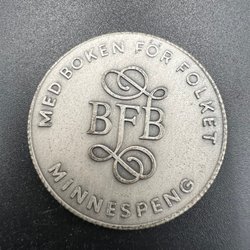 MED BOKEN FÖR FOLKET
BFB
MINNESPENG